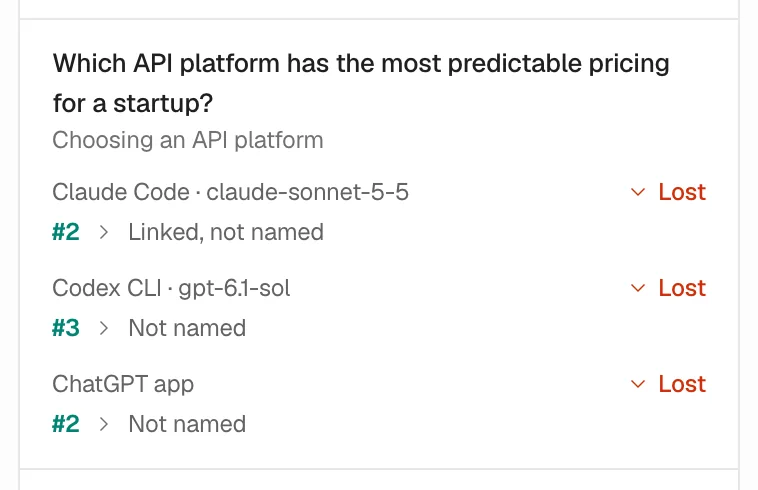 Which API platform has the most predictable pricing
for a startup?
Choosing an API platform
Claude Code · claude-sonnet-5-5
Lost
#2 > Linked, not named
Codex CLI · gpt-6.1-sol
Lost
#3 > Not named
ChatGPT app
Lost
#2 > Not named